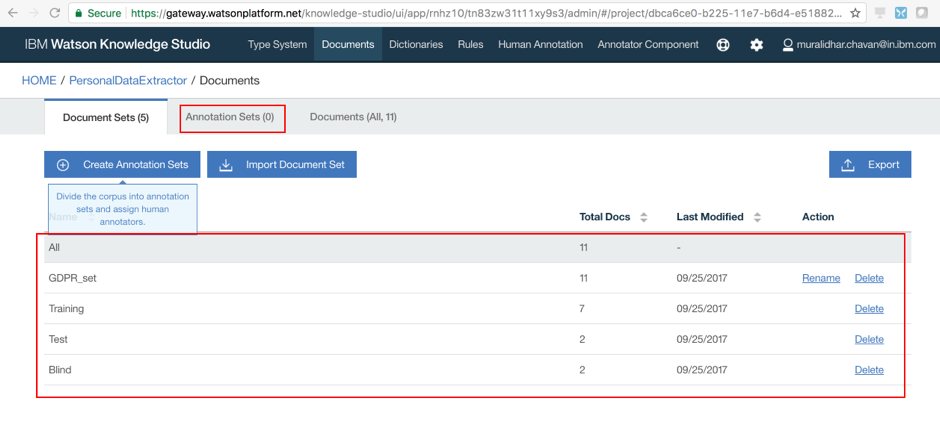 Secure https://gateway.watsonplatform.net/knowledge-studio/ui/app/rnhz10/tn83zw31t11xy9s3/admin/#/project/dbca6ce0-b225-11e7-b6d4-e51882...
IBM Watson Knowledge Studio Type System Documents Dictionaries Rules Human Annotation Annotator Component muralidhar.chavan@in.ibm.com
HOME / PersonalDataExtractor / Documents
Document Sets (5) Annotation Sets (0) Documents (All, 11)
Create Annotation Sets Import Document Set Export
Divide the corpus into annotation
sets and assign human
annotators.
Name Total Docs Last Modified Action
All 11 -
GDPR_set 11 09/25/2017 Rename Delete
Training 7 09/25/2017 Delete
Test 2 09/25/2017 Delete
Blind 2 09/25/2017 Delete